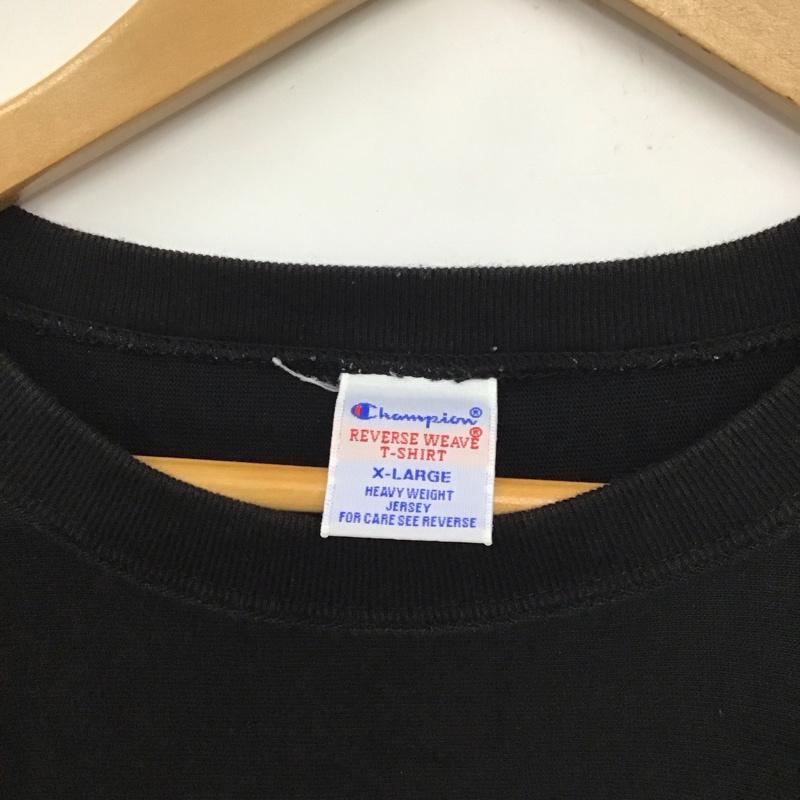 Champion®
REVERSE WEAVE®
T-SHIRT
X-LARGE
HEAVY WEIGHT
JERSEY
FOR CARE SEE REVERSE